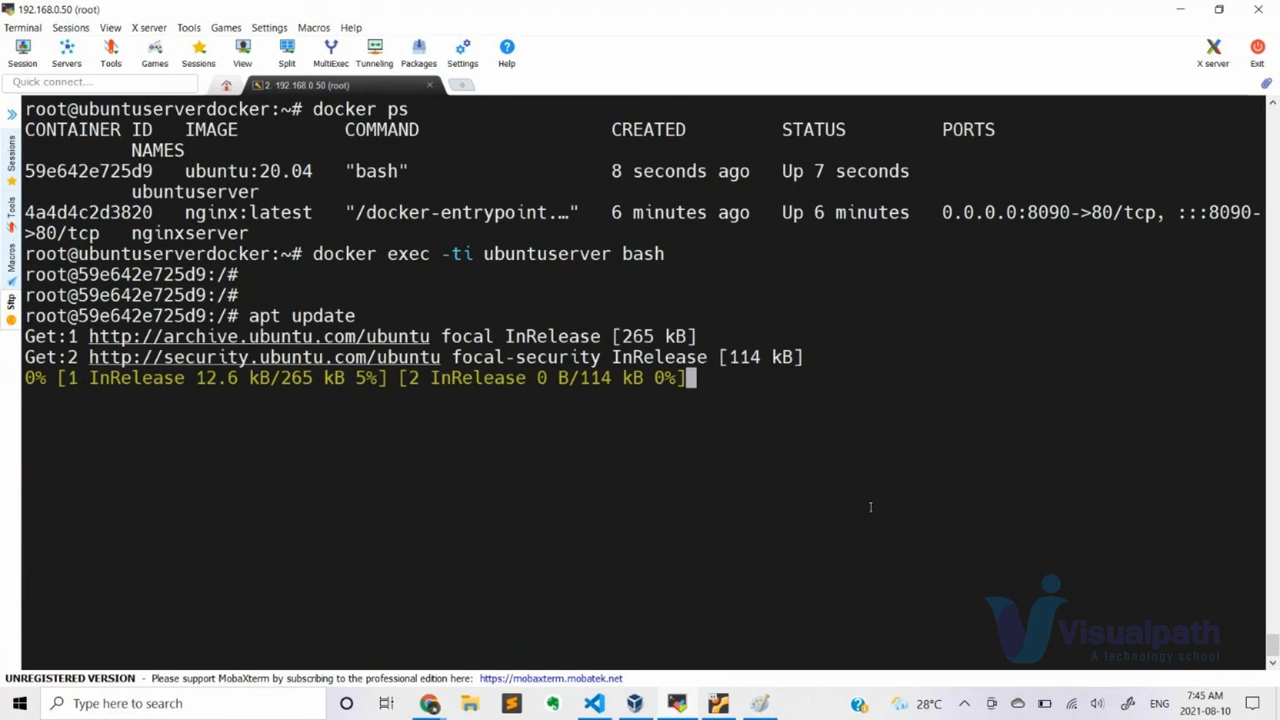 192.168.0.50 (root)
Terminal Sessions View X server Tools Games Settings Macros Help
Session Servers Tools Games Sessions View Split MultiExec Tunneling Packages Settings Help X server Exit
Quick connect...
2. 192.168.0.50 (root)
Sessions
Tools
Macros
Sftp
root@ubuntuserverdocker:~# docker ps
CONTAINER ID IMAGE COMMAND CREATED STATUS PORTS
NAMES
59e642e725d9 ubuntu:20.04 "bash" 8 seconds ago Up 7 seconds
ubuntuserver
4a4d4c2d3820 nginx:latest "/docker-entrypoint.…" 6 minutes ago Up 6 minutes 0.0.0.0:8090->80/tcp, :::8090-
>80/tcp nginxserver
root@ubuntuserverdocker:~# docker exec -ti ubuntuserver bash
root@59e642e725d9:/#
root@59e642e725d9:/#
root@59e642e725d9:/# apt update
Get:1 http://archive.ubuntu.com/ubuntu focal InRelease [265 kB]
Get:2 http://security.ubuntu.com/ubuntu focal-security InRelease [114 kB]
0% [1 InRelease 12.6 kB/265 kB 5%] [2 InRelease 0 B/114 kB 0%]
Visualpath
A technology school
UNREGISTERED VERSION - Please support MobaXterm by subscribing to the professional edition here: https://mobaxterm.mobatek.net
Type here to search
28°C ENG 7:45 AM
2021-08-10